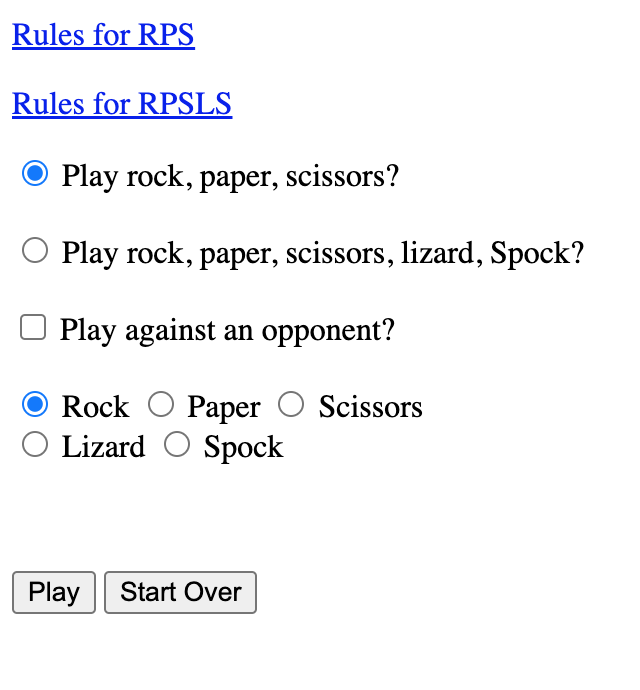 Rules for RPS
Rules for RPSLS
Play rock, paper, scissors?
Play rock, paper, scissors, lizard, Spock?
Play against an opponent?
Rock Paper Scissors
Lizard Spock
Play Start Over